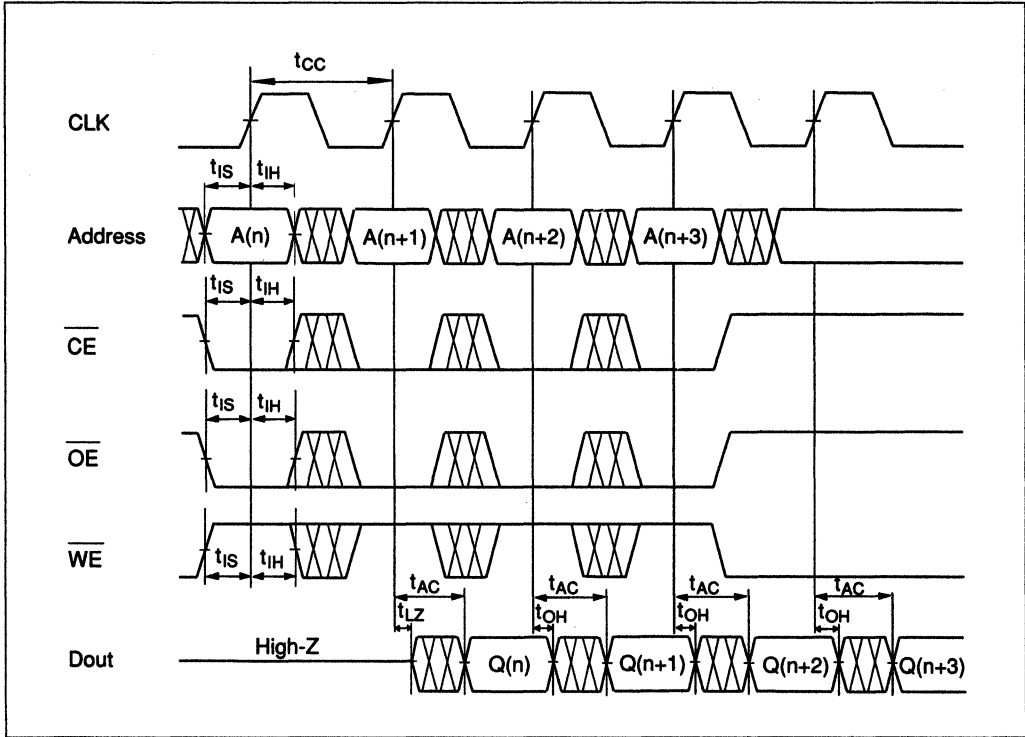 tCC
CLK
tIS tIH
Address A(n) A(n+1) A(n+2) A(n+3)
tIS tIH
CE
tIS tIH
OE
WE
tIS tIH
tAC tAC tAC tAC
tLZ tOH tOH tOH
High-Z
Dout Q(n) Q(n+1) Q(n+2) Q(n+3)